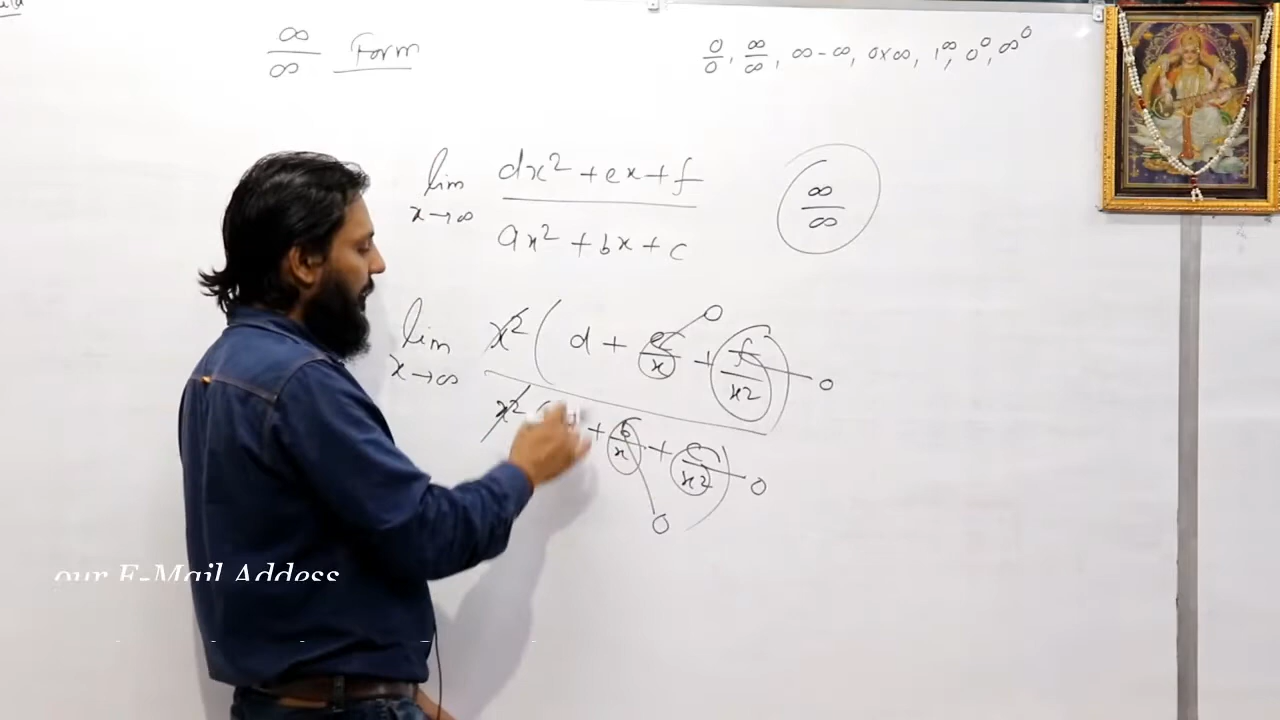 ∞/∞ Form
0/0, ∞/∞, ∞-∞, 0×∞, 1^∞, 0^0, ∞^0
lim x→∞ (dx²+ex+f)/(ax²+bx+c)
∞/∞
lim x→∞ x²(d + e/x + f/x²)/x²( + b/x + c/x²)
0
0
0
0
our E-Mail Addess